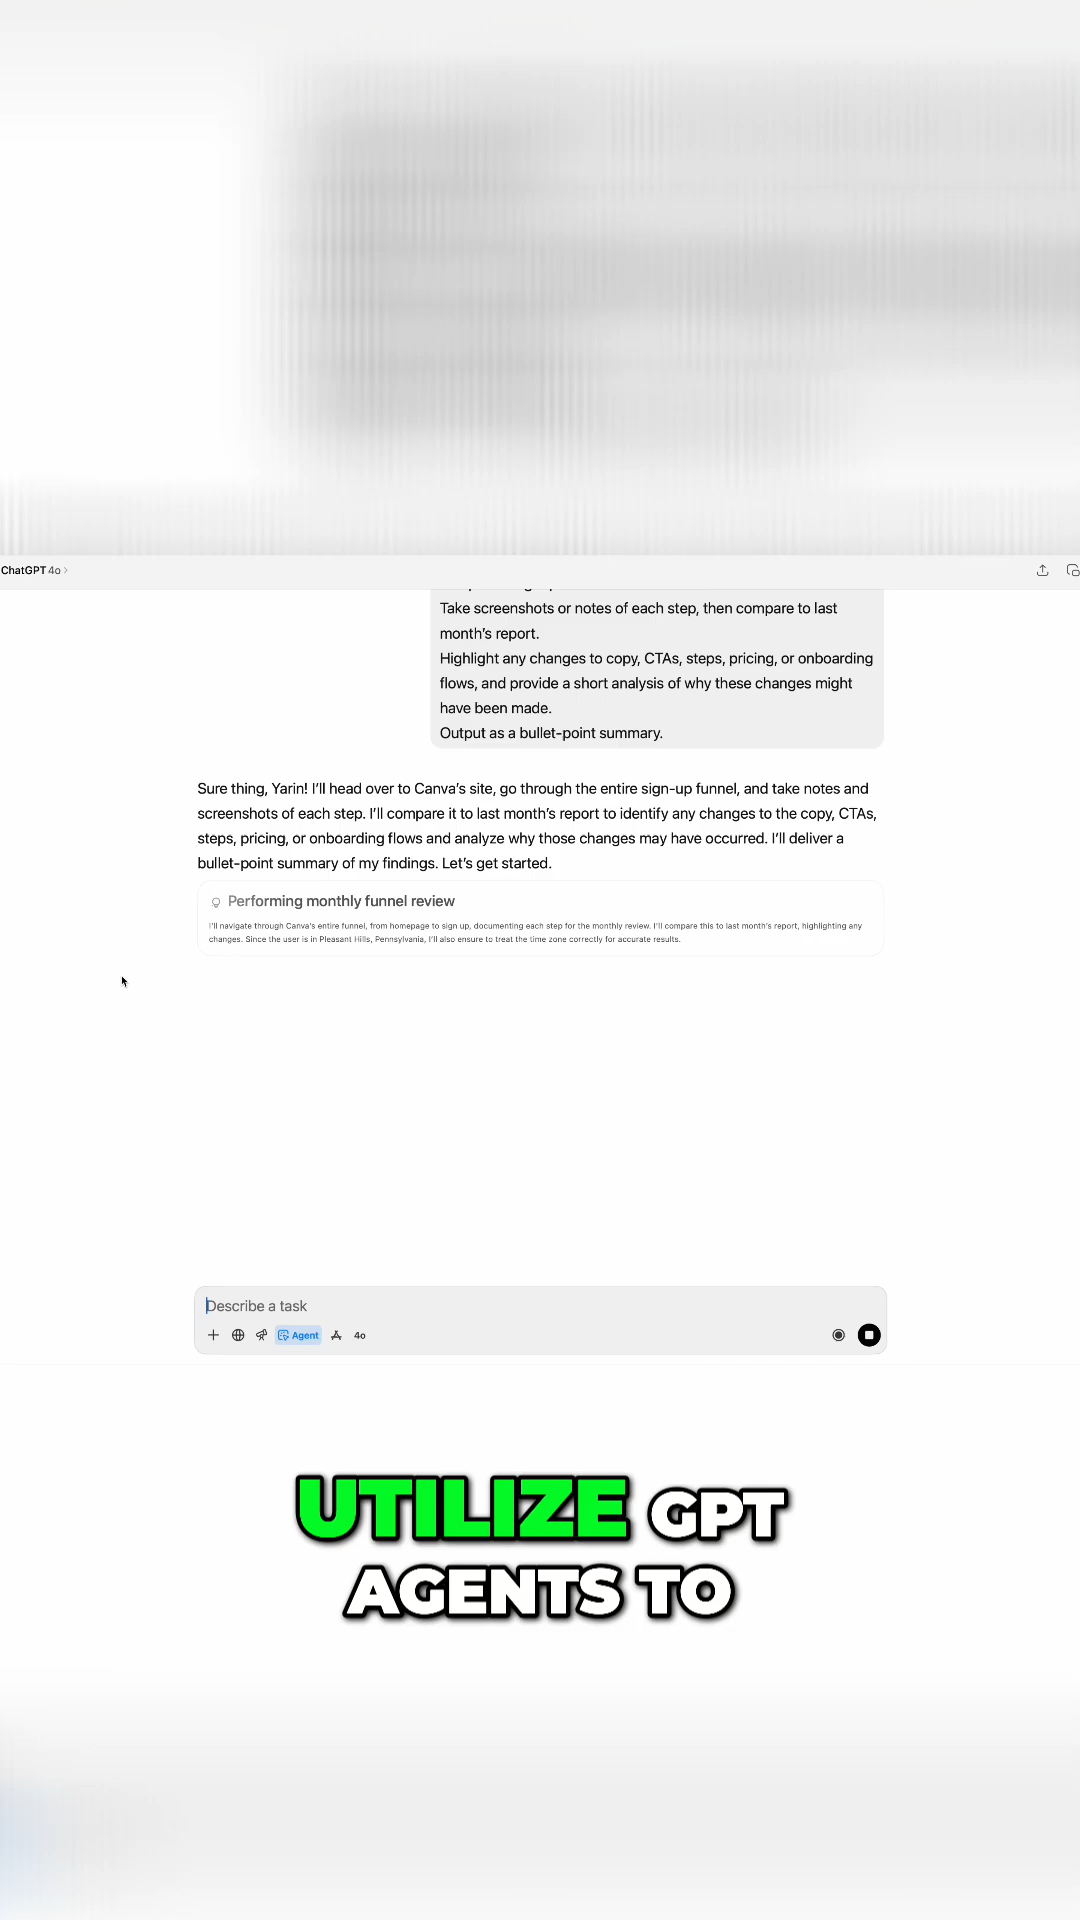 ChatGPT 4o >
Take screenshots or notes of each step, then compare to last
month's report.
Highlight any changes to copy, CTAs, steps, pricing, or onboarding
flows, and provide a short analysis of why these changes might
have been made.
Output as a bullet-point summary.
Sure thing, Yarin! I'll head over to Canva's site, go through the entire sign-up funnel, and take notes and
screenshots of each step. I'll compare it to last month's report to identify any changes to the copy, CTAs,
steps, pricing, or onboarding flows and analyze why those changes may have occurred. I'll deliver a
bullet-point summary of my findings. Let's get started.
Performing monthly funnel review
I'll navigate through Canva's entire funnel, from homepage to sign up, documenting each step for the monthly review. I'll compare this to last month's report, highlighting any
changes. Since the user is in Pleasant Hills, Pennsylvania, I'll also ensure to treat the time zone correctly for accurate results.
Describe a task
Agent 4o
UTILIZE GPT
AGENTS TO